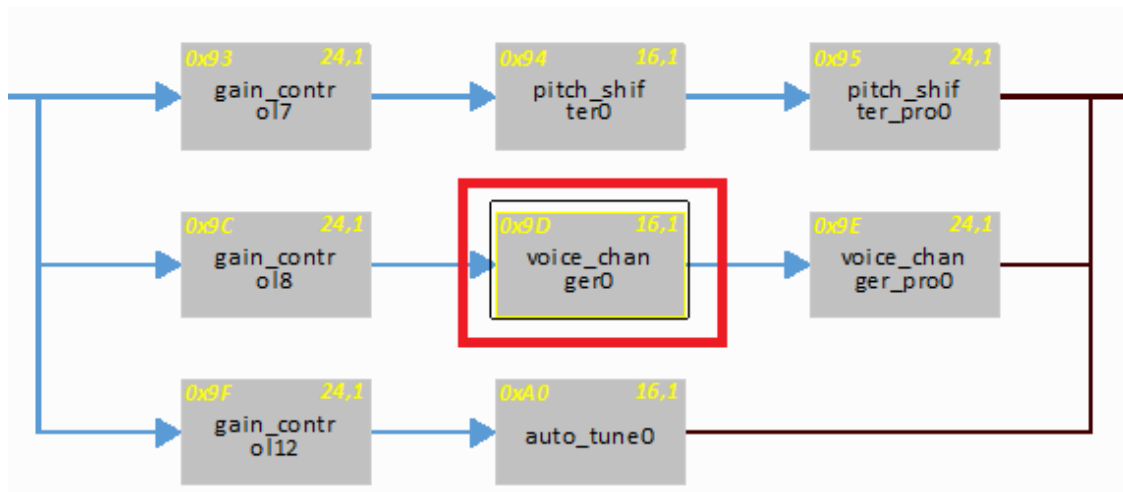 0x93 24,1
gain_contr
ol7
0x94 16,1
pitch_shif
ter0
0x95 24,1
pitch_shif
ter_pro0
0x9C 24,1
gain_contr
ol8
0x9D 16,1
voice_chan
ger0
0x9E 24,1
voice_chan
ger_pro0
0x9F 24,1
gain_contr
ol12
0xA0 16,1
auto_tune0